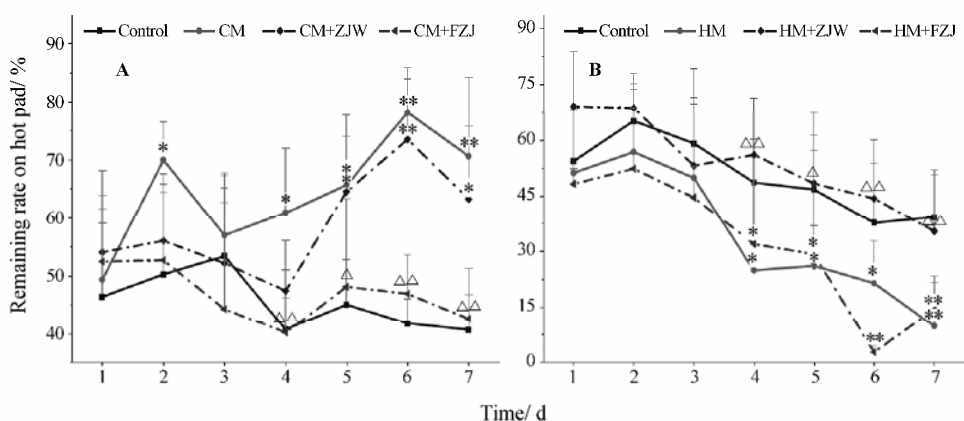 Control CM CM+ZJW CM+FZJ
Control HM HM+ZJW HM+FZJ
A
B
Remaining rate on hot pad/ %
90
80
70
60
50
40
90
75
60
45
30
15
0
* * * * ** ** ** *
△△ △ △△ △△
△△ △ △△ △△
* * * * * ** ** **
1 2 3 4 5 6 7
1 2 3 4 5 6 7
Time/ d